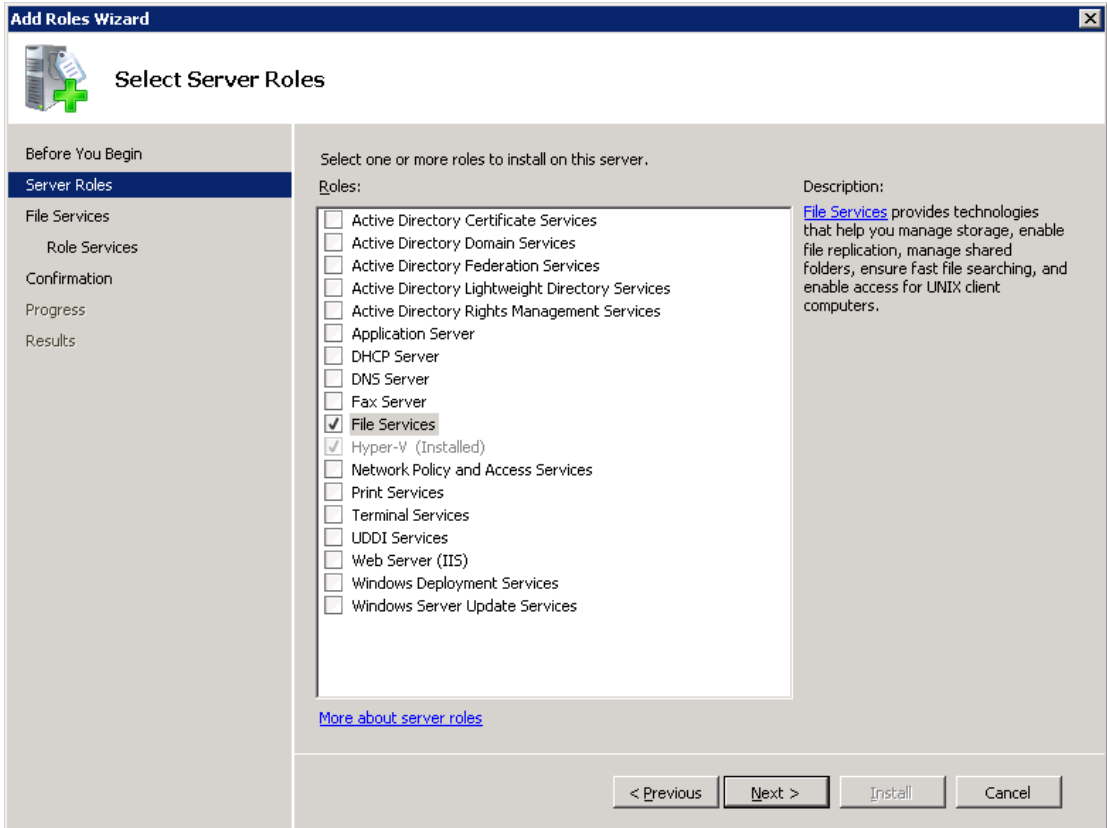 Add Roles Wizard
Select Server Roles
Before You Begin
Server Roles
File Services
Role Services
Confirmation
Progress
Results
Select one or more roles to install on this server.
Roles:
Active Directory Certificate Services
Active Directory Domain Services
Active Directory Federation Services
Active Directory Lightweight Directory Services
Active Directory Rights Management Services
Application Server
DHCP Server
DNS Server
Fax Server
File Services
Hyper-V (Installed)
Network Policy and Access Services
Print Services
Terminal Services
UDDI Services
Web Server (IIS)
Windows Deployment Services
Windows Server Update Services
More about server roles
Description:
File Services provides technologies
that help you manage storage, enable
file replication, manage shared
folders, ensure fast file searching, and
enable access for UNIX client
computers.
< Previous
Next >
Install
Cancel